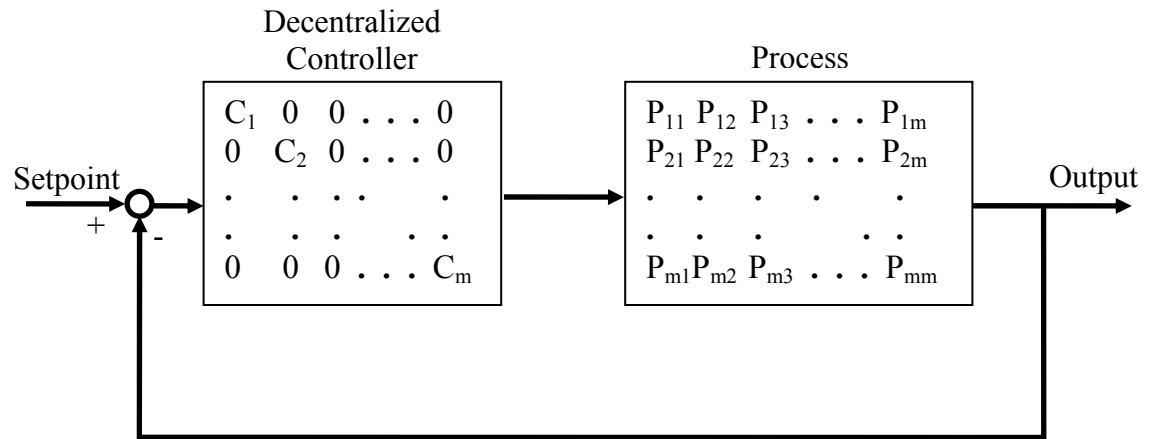 Decentralized
Controller
Process
C₁ 0 0 . . . 0
0 C₂ 0 . . . 0
. . . . .
. . . . .
0 0 0 . . . Cₘ
P₁₁ P₁₂ P₁₃ . . . P₁ₘ
P₂₁ P₂₂ P₂₃ . . . P₂ₘ
. . . . .
. . . . .
Pₘ₁ Pₘ₂ Pₘ₃ . . . Pₘₘ
Setpoint
+
-
Output